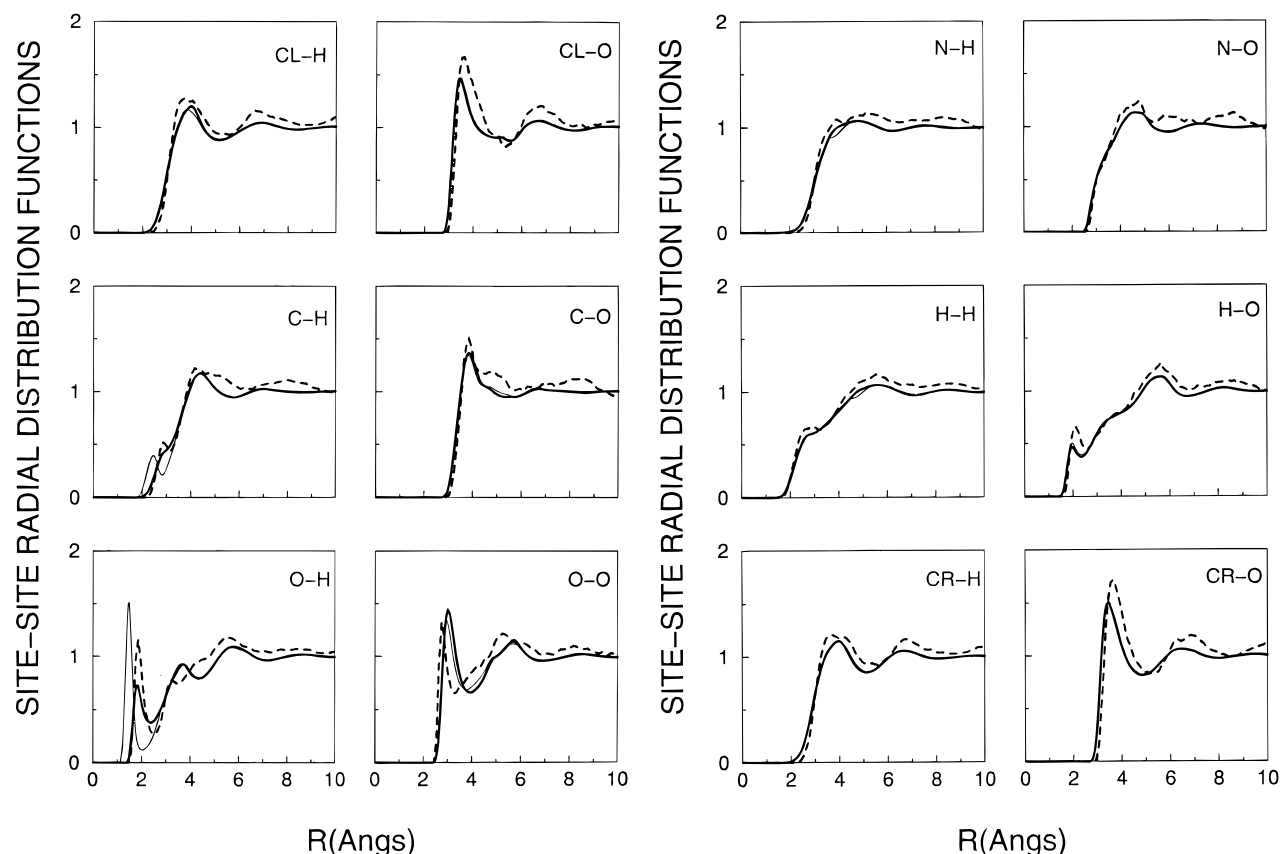 SITE–SITE RADIAL DISTRIBUTION FUNCTIONS
2
1
0
CL–H
CL–O
2
1
0
C–H
C–O
2
1
0
O–H
O–O
0 2 4 6 8 10
0 2 4 6 8 10
R(Angs)
SITE–SITE RADIAL DISTRIBUTION FUNCTIONS
2
1
0
N–H
N–O
2
1
0
H–H
H–O
2
1
0
CR–H
CR–O
0 2 4 6 8 10
0 2 4 6 8 10
R(Angs)